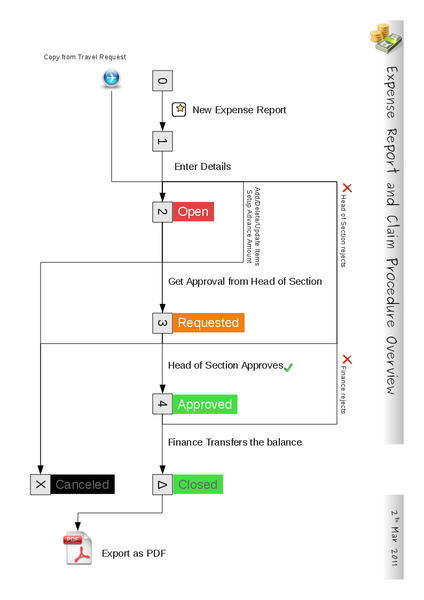 Copy from Travel Request
0
New Expense Report
1
Enter Details
2
Open
Add/Delete/Update Items
Setup Advance Amount
Head of Section rejects
Get Approval from Head of Section
3
Requested
Head of Section Approves
Finance rejects
4
Approved
Finance Transfers the balance
X
Canceled
Δ
Closed
PDF
Export as PDF
Expense Report and Claim Procedure Overview
2th Mar 2011